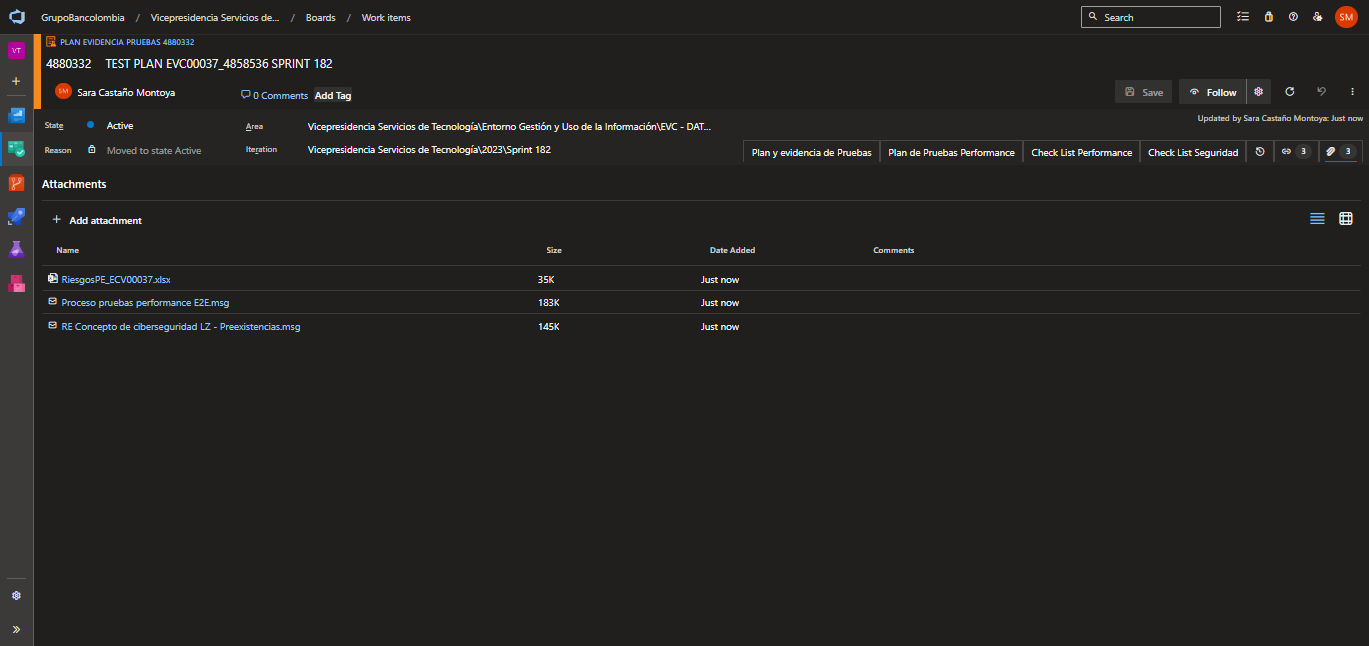 GrupoBancolombia / Vicepresidencia Servicios de... / Boards / Work items
Search
SM
VT
PLAN EVIDENCIA PRUEBAS 4880332
4880332 TEST PLAN EVC00037_4858536 SPRINT 182
SM Sara Castaño Montoya
0 Comments
Add Tag
Save
Follow
State Active
Area Vicepresidencia Servicios de Tecnología\Entorno Gestión y Uso de la Información\EVC - DAT...
Updated by Sara Castaño Montoya: Just now
Reason Moved to state Active
Iteration Vicepresidencia Servicios de Tecnología\2023\Sprint 182
Plan y evidencia de Pruebas
Plan de Pruebas Performance
Check List Performance
Check List Seguridad
3
3
Attachments
+ Add attachment
Name Size Date Added Comments
RiesgosPE_ECV00037.xlsx 35K Just now
Proceso pruebas performance E2E.msg 183K Just now
RE Concepto de ciberseguridad LZ - Preexistencias.msg 145K Just now